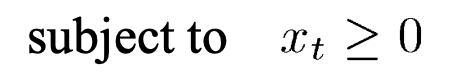 subject to x_t ≥ 0